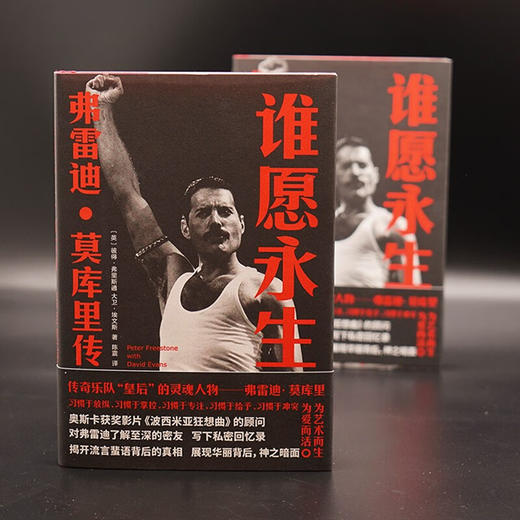 谁愿永生
弗雷迪·莫库里传
[英]彼得·弗里斯通 大卫·埃文斯 著
陈震 译
Peter Freestone
with
David Evans
传奇乐队“皇后”的灵魂人物——弗雷迪·莫库里
习惯于放纵、习惯于掌控、习惯于专注、习惯于给予、习惯于冲突
奥斯卡获奖影片《波西米亚狂想曲》的顾问
对弗雷迪了解至深的密友 写下私密回忆录
揭开流言蜚语背后的真相 展现华丽背后，神之暗面
为艺术而生
为爱而活
谁愿永生